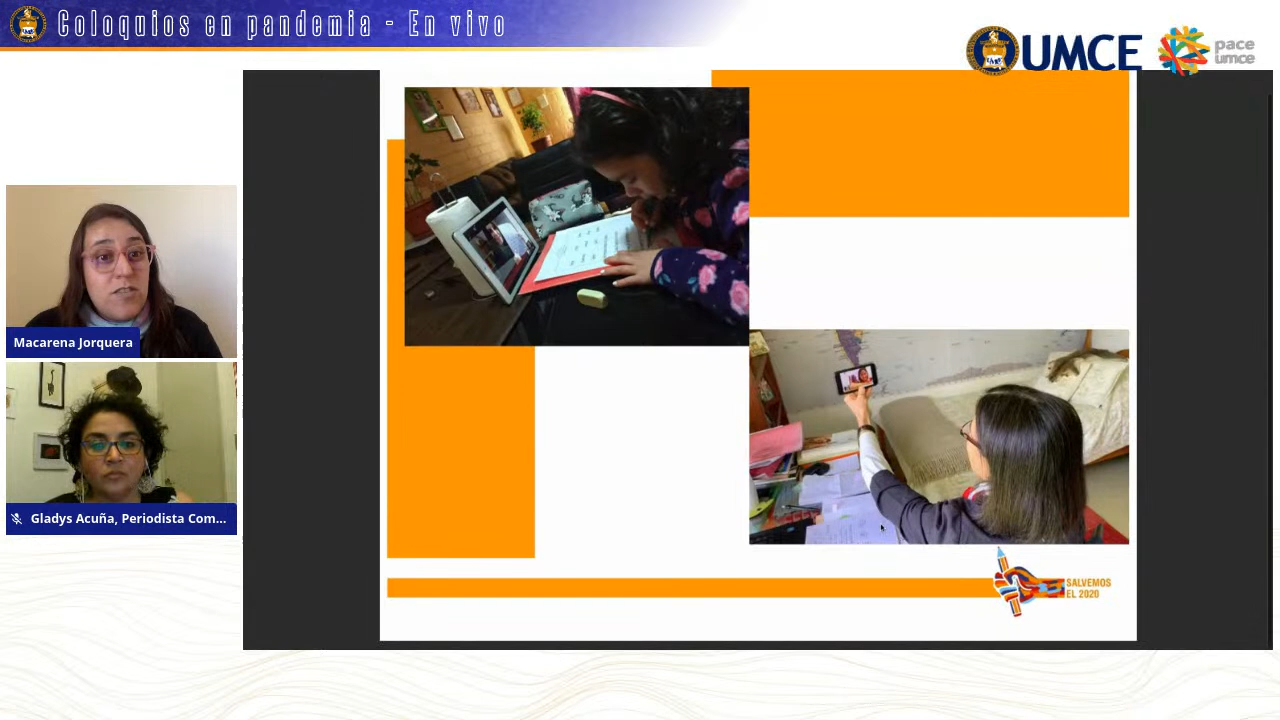 Coloquios en pandemia - En vivo
UMCE
pace
umce
Macarena Jorquera
Gladys Acuña, Periodista Com...
SALVEMOS
EL 2020